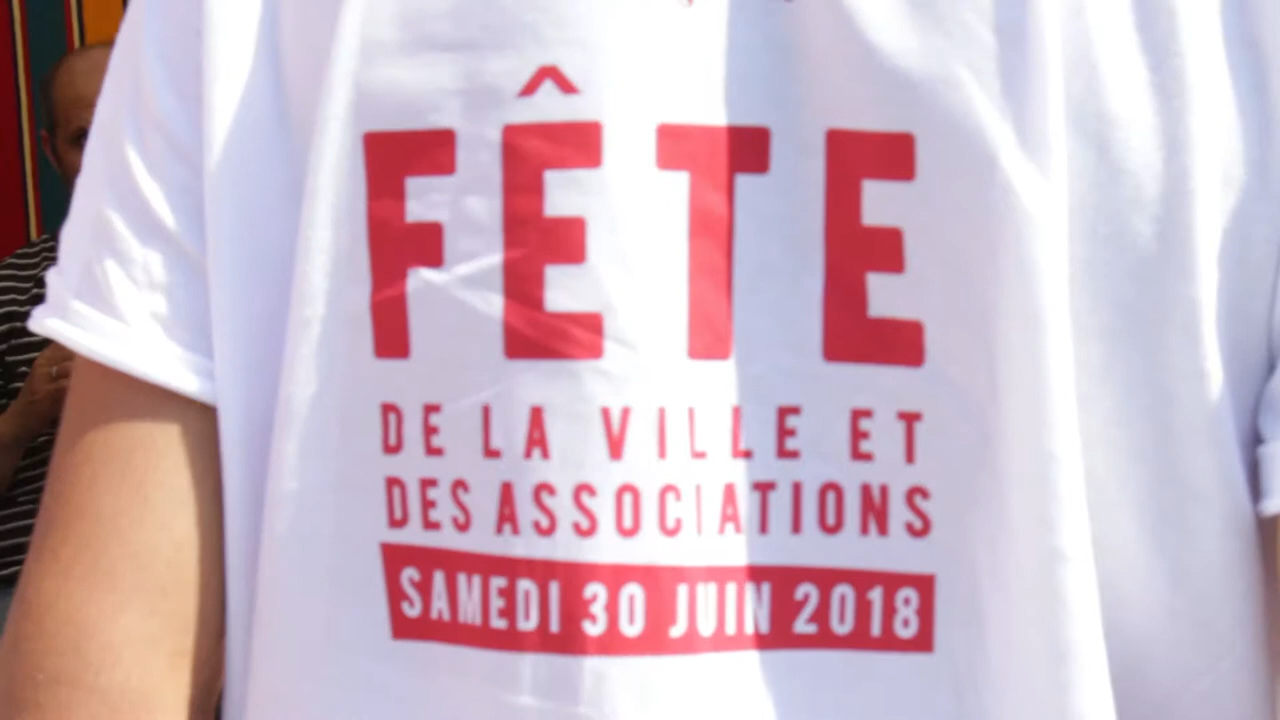 FÊTE
DE LA VILLE ET
DES ASSOCIATIONS
SAMEDI 30 JUIN 2018